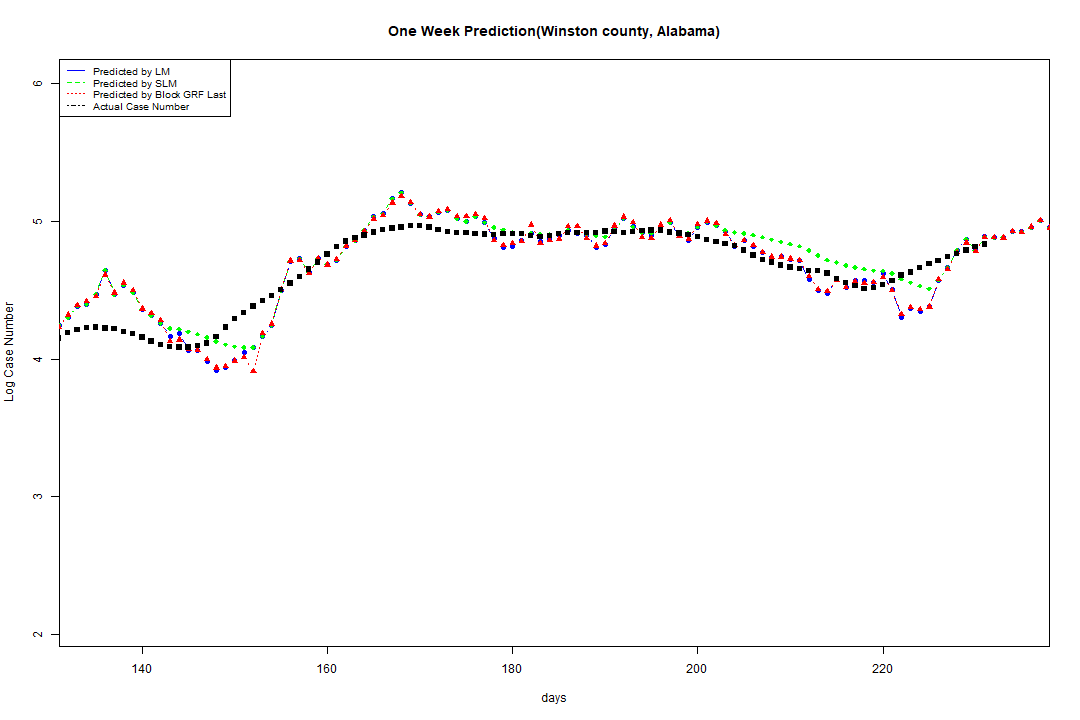 One Week Prediction(Winston county, Alabama)
Predicted by LM
Predicted by SLM
Predicted by Block GRF Last
Actual Case Number
6
5
4
3
2
Log Case Number
140 160 180 200 220
days